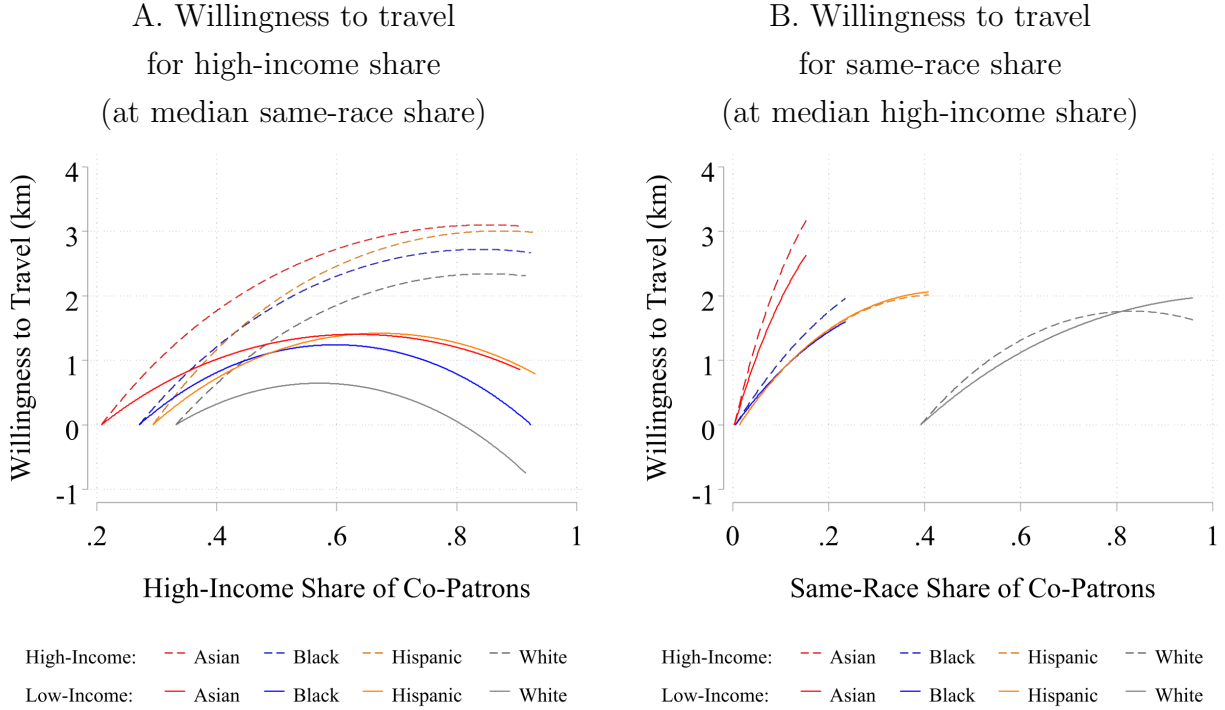 A. Willingness to travel
for high-income share
(at median same-race share)
Willingness to Travel (km)
4
3
2
1
0
-1
.2 .4 .6 .8 1
High-Income Share of Co-Patrons
High-Income: Asian Black Hispanic White
Low-Income: Asian Black Hispanic White
B. Willingness to travel
for same-race share
(at median high-income share)
Willingness to Travel (km)
4
3
2
1
0
-1
0 .2 .4 .6 .8 1
Same-Race Share of Co-Patrons
High-Income: Asian Black Hispanic White
Low-Income: Asian Black Hispanic White